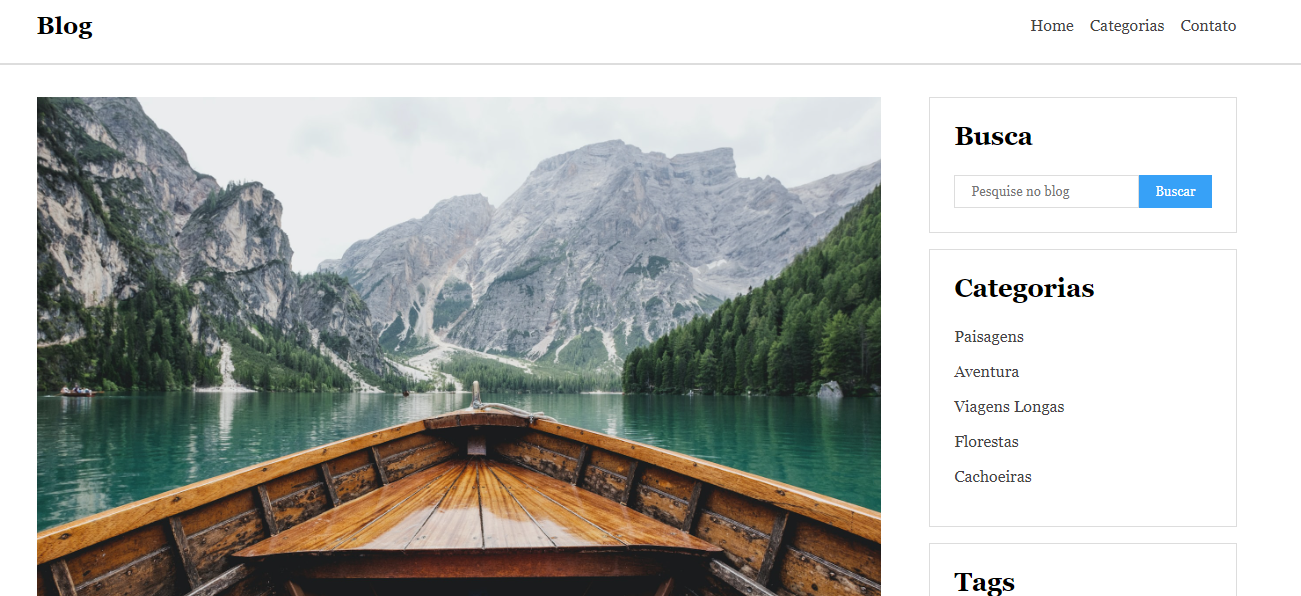 Blog
Home Categorias Contato
Busca
Pesquise no blog Buscar
Categorias
Paisagens
Aventura
Viagens Longas
Florestas
Cachoeiras
Tags